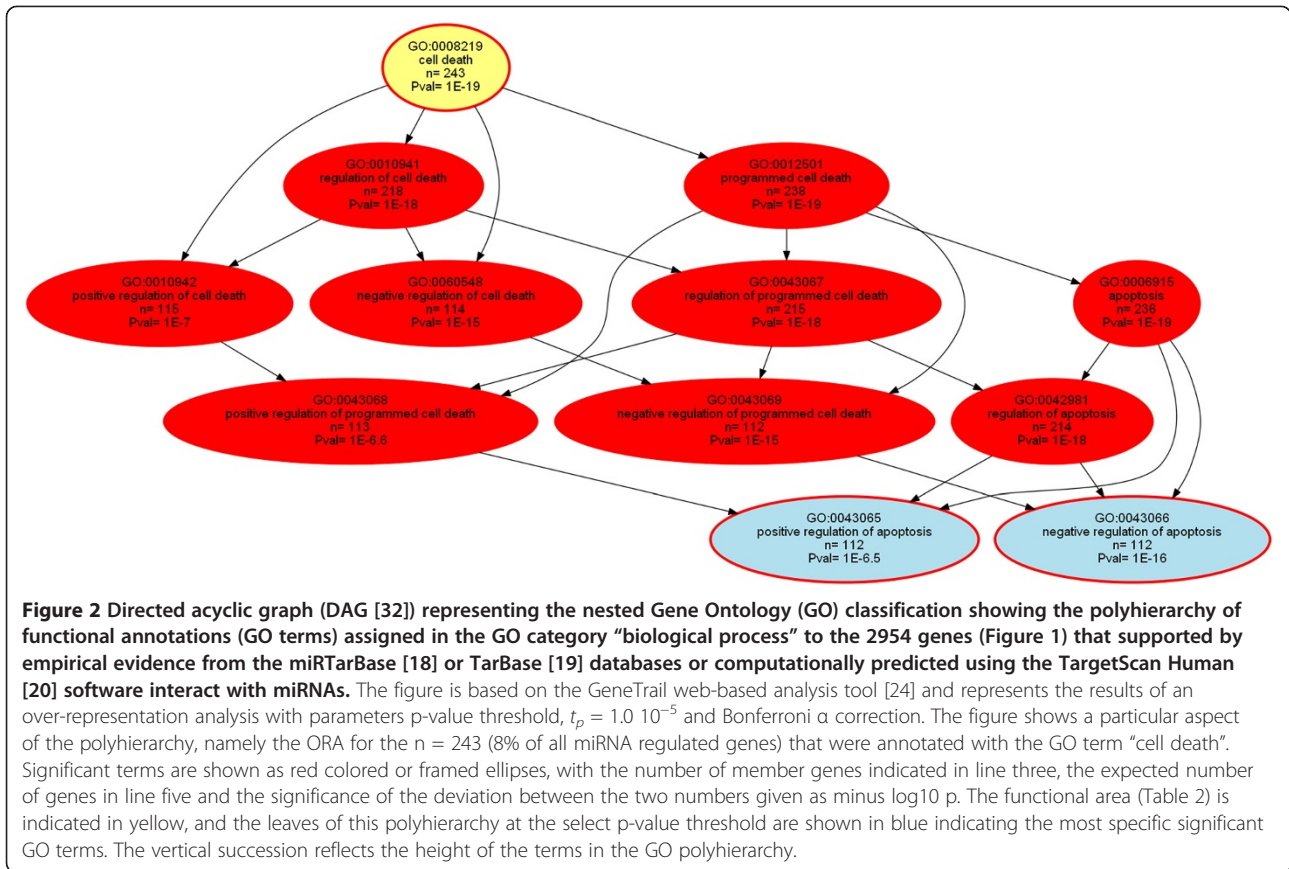 GO:0008219
cell death
n= 243
Pval= 1E-19
GO:0010941
regulation of cell death
n= 218
Pval= 1E-18
GO:0012501
programmed cell death
n= 238
Pval= 1E-19
GO:0010942
positive regulation of cell death
n= 115
Pval= 1E-7
GO:0060548
negative regulation of cell death
n= 114
Pval= 1E-15
GO:0043067
regulation of programmed cell death
n= 215
Pval= 1E-18
GO:0006915
apoptosis
n= 236
Pval= 1E-19
GO:0043068
positive regulation of programmed cell death
n= 113
Pval= 1E-6.6
GO:0043069
negative regulation of programmed cell death
n= 112
Pval= 1E-15
GO:0042981
regulation of apoptosis
n= 214
Pval= 1E-18
GO:0043065
positive regulation of apoptosis
n= 112
Pval= 1E-6.5
GO:0043066
negative regulation of apoptosis
n= 112
Pval= 1E-16
Figure 2 Directed acyclic graph (DAG [32]) representing the nested Gene Ontology (GO) classification showing the polyhierarchy of
functional annotations (GO terms) assigned in the GO category “biological process” to the 2954 genes (Figure 1) that supported by
empirical evidence from the miRTarBase [18] or TarBase [19] databases or computationally predicted using the TargetScan Human
[20] software interact with miRNAs. The figure is based on the GeneTrail web-based analysis tool [24] and represents the results of an
over-representation analysis with parameters p-value threshold, tₚ = 1.0 10⁻⁵ and Bonferroni α correction. The figure shows a particular aspect
of the polyhierarchy, namely the ORA for the n = 243 (8% of all miRNA regulated genes) that were annotated with the GO term “cell death”.
Significant terms are shown as red colored or framed ellipses, with the number of member genes indicated in line three, the expected number
of genes in line five and the significance of the deviation between the two numbers given as minus log10 p. The functional area (Table 2) is
indicated in yellow, and the leaves of this polyhierarchy at the select p-value threshold are shown in blue indicating the most specific significant
GO terms. The vertical succession reflects the height of the terms in the GO polyhierarchy.